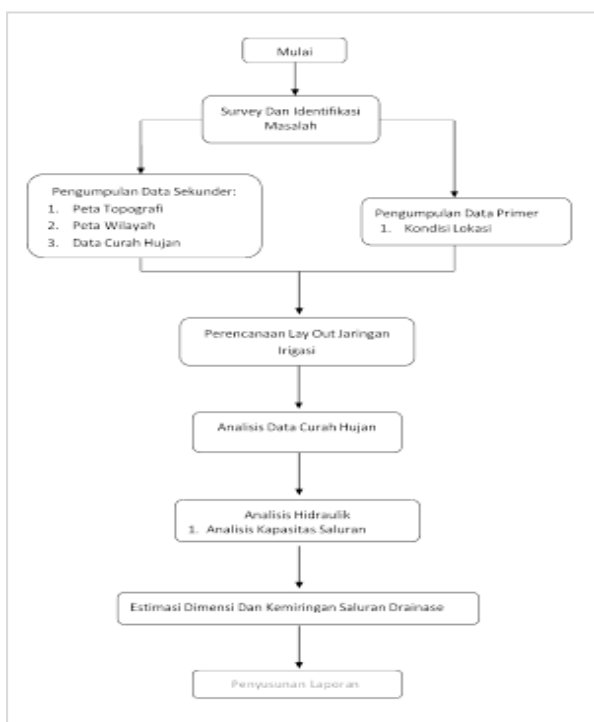 Mulai
Survey Dan Identifikasi
Masalah
Pengumpulan Data Sekunder:
1. Peta Topografi
2. Peta Wilayah
3. Data Curah Hujan
Pengumpulan Data Primer
1. Kondisi Lokasi
Perencanaan Lay Out Jaringan
Irigasi
Analisis Data Curah Hujan
Analisis Hidraulik
1. Analisis Kapasitas Saluran
Estimasi Dimensi Dan Kemiringan Saluran Drainase
Penyusunan Laporan